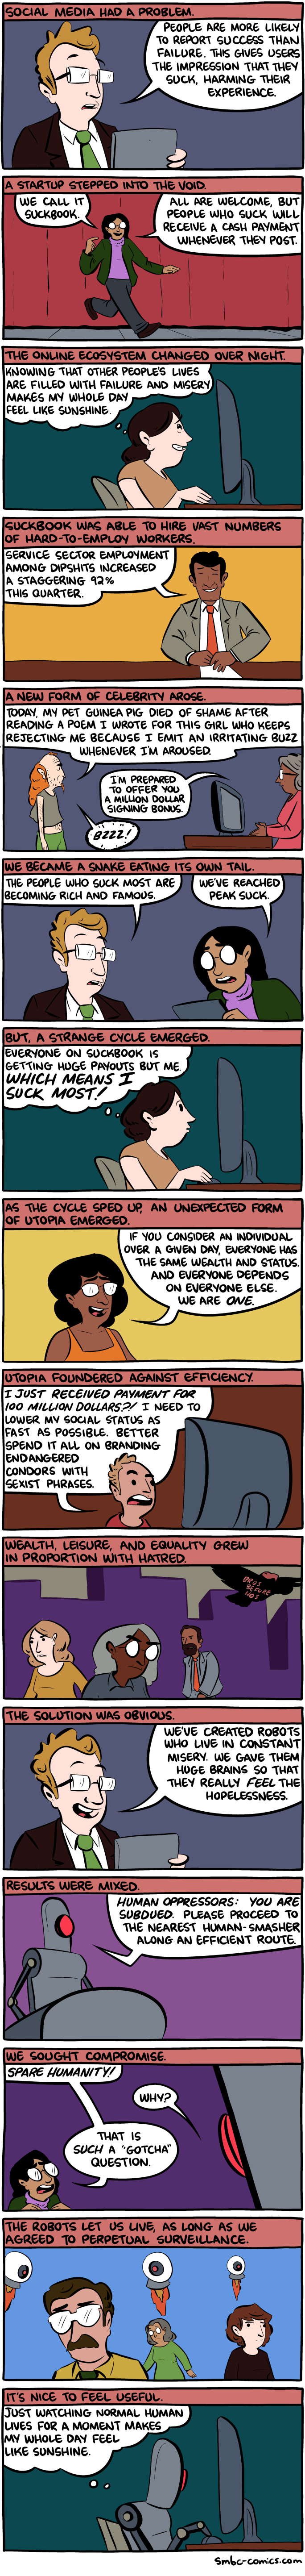 SOCIAL MEDIA HAD A PROBLEM.
PEOPLE ARE MORE LIKELY
TO REPORT SUCCESS THAN
FAILURE. THIS GIVES USERS
THE IMPRESSION THAT THEY
SUCK, HARMING THEIR
EXPERIENCE.
A STARTUP STEPPED INTO THE VOID.
WE CALL IT
SUCKBOOK.
ALL ARE WELCOME, BUT
PEOPLE WHO SUCK WILL
RECEIVE A CASH PAYMENT
WHENEVER THEY POST.
THE ONLINE ECOSYSTEM CHANGED OVER NIGHT.
KNOWING THAT OTHER PEOPLE'S LIVES
ARE FILLED WITH FAILURE AND MISERY
MAKES MY WHOLE DAY
FEEL LIKE SUNSHINE.
SUCKBOOK WAS ABLE TO HIRE VAST NUMBERS
OF HARD-TO-EMPLOY WORKERS.
SERVICE SECTOR EMPLOYMENT
AMONG DIPSHITS INCREASED
A STAGGERING 92%
THIS QUARTER.
A NEW FORM OF CELEBRITY AROSE.
TODAY, MY PET GUINEA PIG DIED OF SHAME AFTER
READING A POEM I WROTE FOR THIS GIRL WHO KEEPS
REJECTING ME BECAUSE I EMIT AN IRRITATING BUZZ
WHENEVER I'M AROUSED.
I'M PREPARED
TO OFFER YOU
A MILLION DOLLAR
SIGNING BONUS.
BZZZ!
WE BECAME A SNAKE EATING ITS OWN TAIL.
THE PEOPLE WHO SUCK MOST ARE
BECOMING RICH AND FAMOUS.
WE'VE REACHED
PEAK SUCK.
BUT, A STRANGE CYCLE EMERGED.
EVERYONE ON SUCKBOOK IS
GETTING HUGE PAYOUTS BUT ME.
WHICH MEANS I
SUCK MOST!
AS THE CYCLE SPED UP, AN UNEXPECTED FORM
OF UTOPIA EMERGED.
IF YOU CONSIDER AN INDIVIDUAL
OVER A GIVEN DAY, EVERYONE HAS
THE SAME WEALTH AND STATUS.
AND EVERYONE DEPENDS
ON EVERYONE ELSE.
WE ARE ONE.
UTOPIA FOUNDERED AGAINST EFFICIENCY.
I JUST RECEIVED PAYMENT FOR
100 MILLION DOLLARS?! I NEED TO
LOWER MY SOCIAL STATUS AS
FAST AS POSSIBLE. BETTER
SPEND IT ALL ON BRANDING
ENDANGERED
CONDORS WITH
SEXIST PHRASES.
WEALTH, LEISURE, AND EQUALITY GREW
IN PROPORTION WITH HATRED.
BROS
BEFORE
HOS
THE SOLUTION WAS OBVIOUS.
WE'VE CREATED ROBOTS
WHO LIVE IN CONSTANT
MISERY. WE GAVE THEM
HUGE BRAINS SO THAT
THEY REALLY FEEL THE
HOPELESSNESS.
RESULTS WERE MIXED.
HUMAN OPPRESSORS: YOU ARE
SUBDUED. PLEASE PROCEED TO
THE NEAREST HUMAN-SMASHER
ALONG AN EFFICIENT ROUTE.
WE SOUGHT COMPROMISE.
SPARE HUMANITY!
WHY?
THAT IS
SUCH A "GOTCHA"
QUESTION.
THE ROBOTS LET US LIVE, AS LONG AS WE
AGREED TO PERPETUAL SURVEILLANCE.
IT'S NICE TO FEEL USEFUL.
JUST WATCHING NORMAL HUMAN
LIVES FOR A MOMENT MAKES
MY WHOLE DAY FEEL
LIKE SUNSHINE.
smbc-comics.com